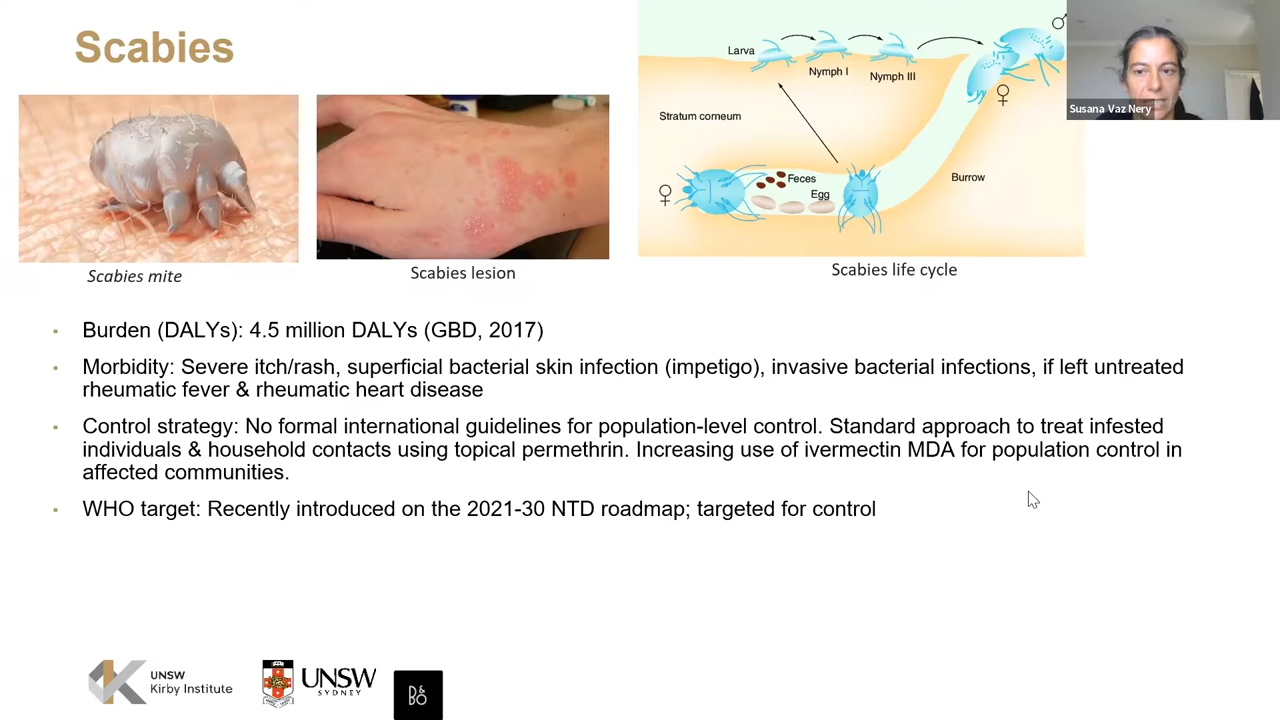 Scabies
Larva
Nymph I
Nymph III
♂
♀
Susana Vaz Nery
Stratum corneum
♀
Feces
Egg
Burrow
Scabies mite
Scabies lesion
Scabies life cycle
• Burden (DALYs): 4.5 million DALYs (GBD, 2017)
• Morbidity: Severe itch/rash, superficial bacterial skin infection (impetigo), invasive bacterial infections, if left untreated
rheumatic fever & rheumatic heart disease
• Control strategy: No formal international guidelines for population-level control. Standard approach to treat infested
individuals & household contacts using topical permethrin. Increasing use of ivermectin MDA for population control in
affected communities.
• WHO target: Recently introduced on the 2021-30 NTD roadmap; targeted for control
UNSW
Kirby Institute
UNSW
SYDNEY
B&O